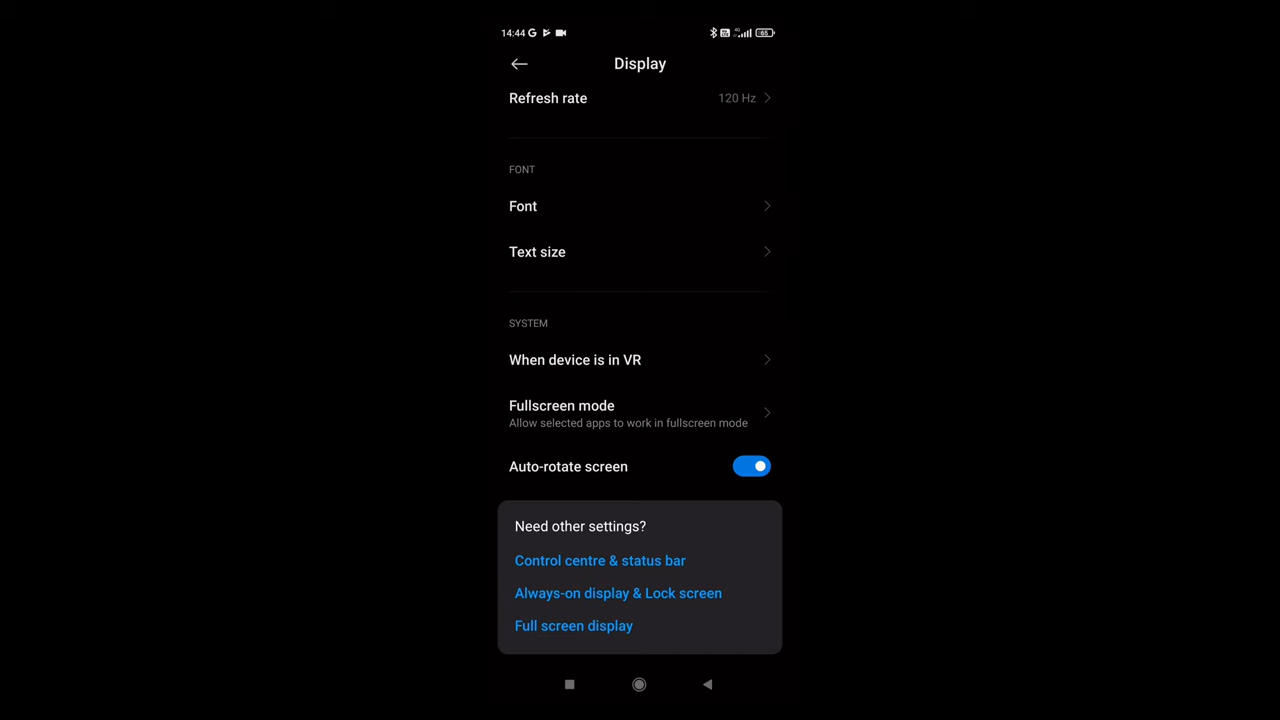 14:44 65
Display
Refresh rate 120 Hz
FONT
Font
Text size
SYSTEM
When device is in VR
Fullscreen mode
Allow selected apps to work in fullscreen mode
Auto-rotate screen
Need other settings?
Control centre & status bar
Always-on display & Lock screen
Full screen display